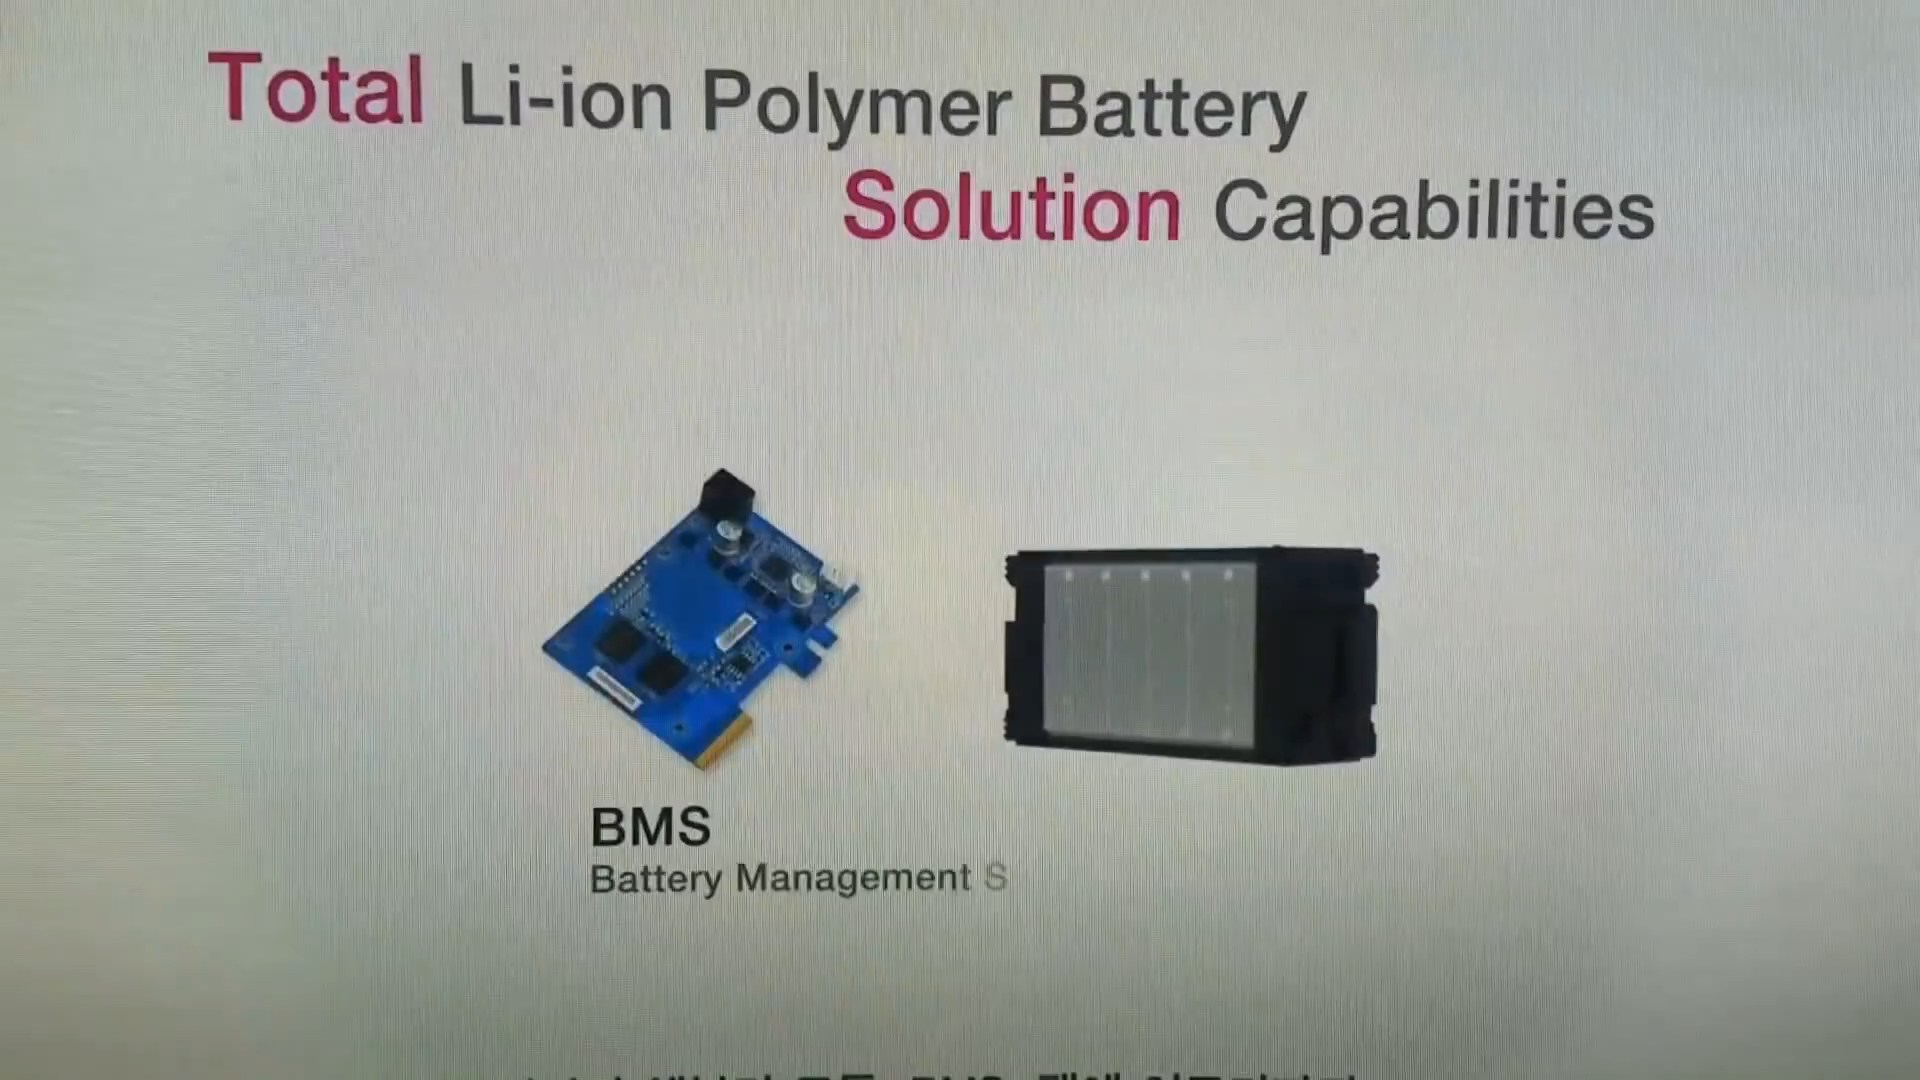 Total Li-ion Polymer Battery
Solution Capabilities
BMS
Battery Management S